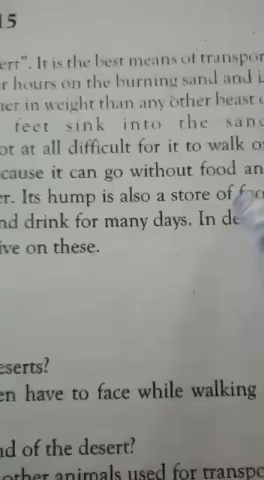 15
ert". It is the best means of transpor
r hours on the burning sand and i
er in weight than any other beast
feet sink into the sand
ot at all difficult for it to walk o
cause it can go without food an
er. Its hump is also a store of foo
nd drink for many days. In de
ive on these.
eserts?
en have to face while walking
nd of the desert?
other animals used for transpo